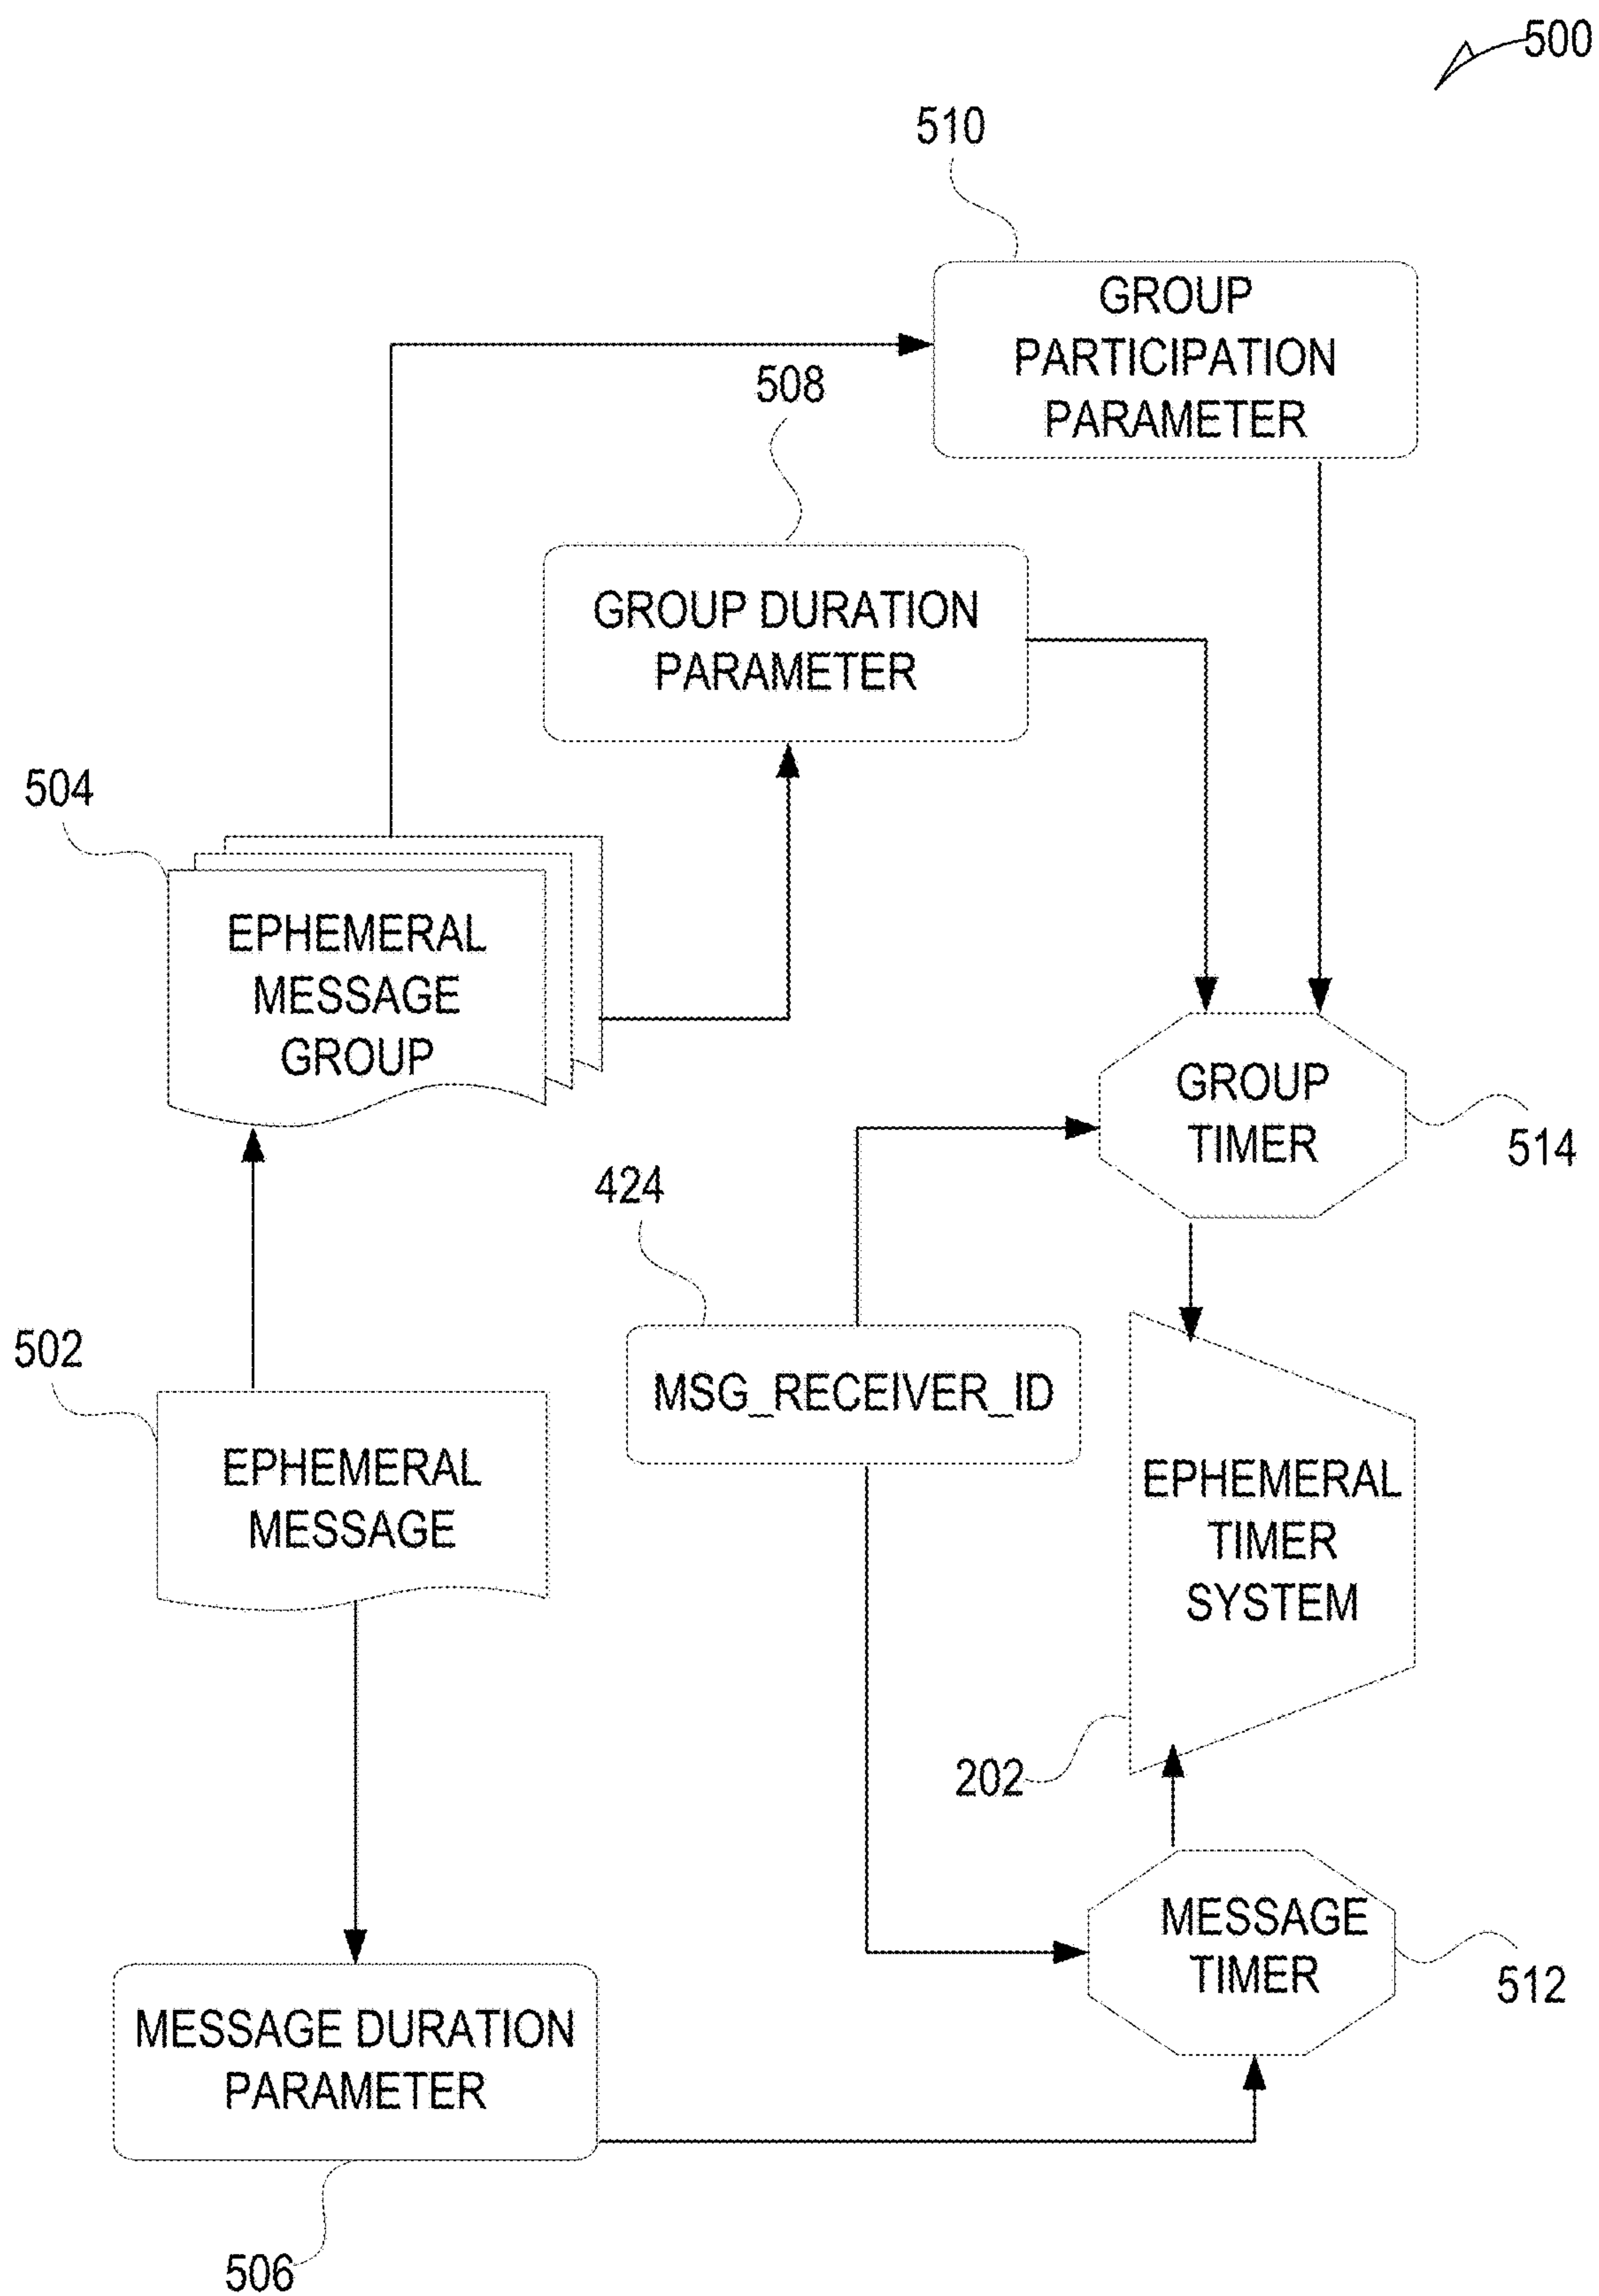 500
510
GROUP
PARTICIPATION
PARAMETER
508
GROUP DURATION
PARAMETER
504
EPHEMERAL
MESSAGE
GROUP
GROUP
TIMER
514
424
MSG_RECEIVER_ID
502
EPHEMERAL
MESSAGE
EPHEMERAL
TIMER
SYSTEM
202
MESSAGE
TIMER
512
MESSAGE DURATION
PARAMETER
506